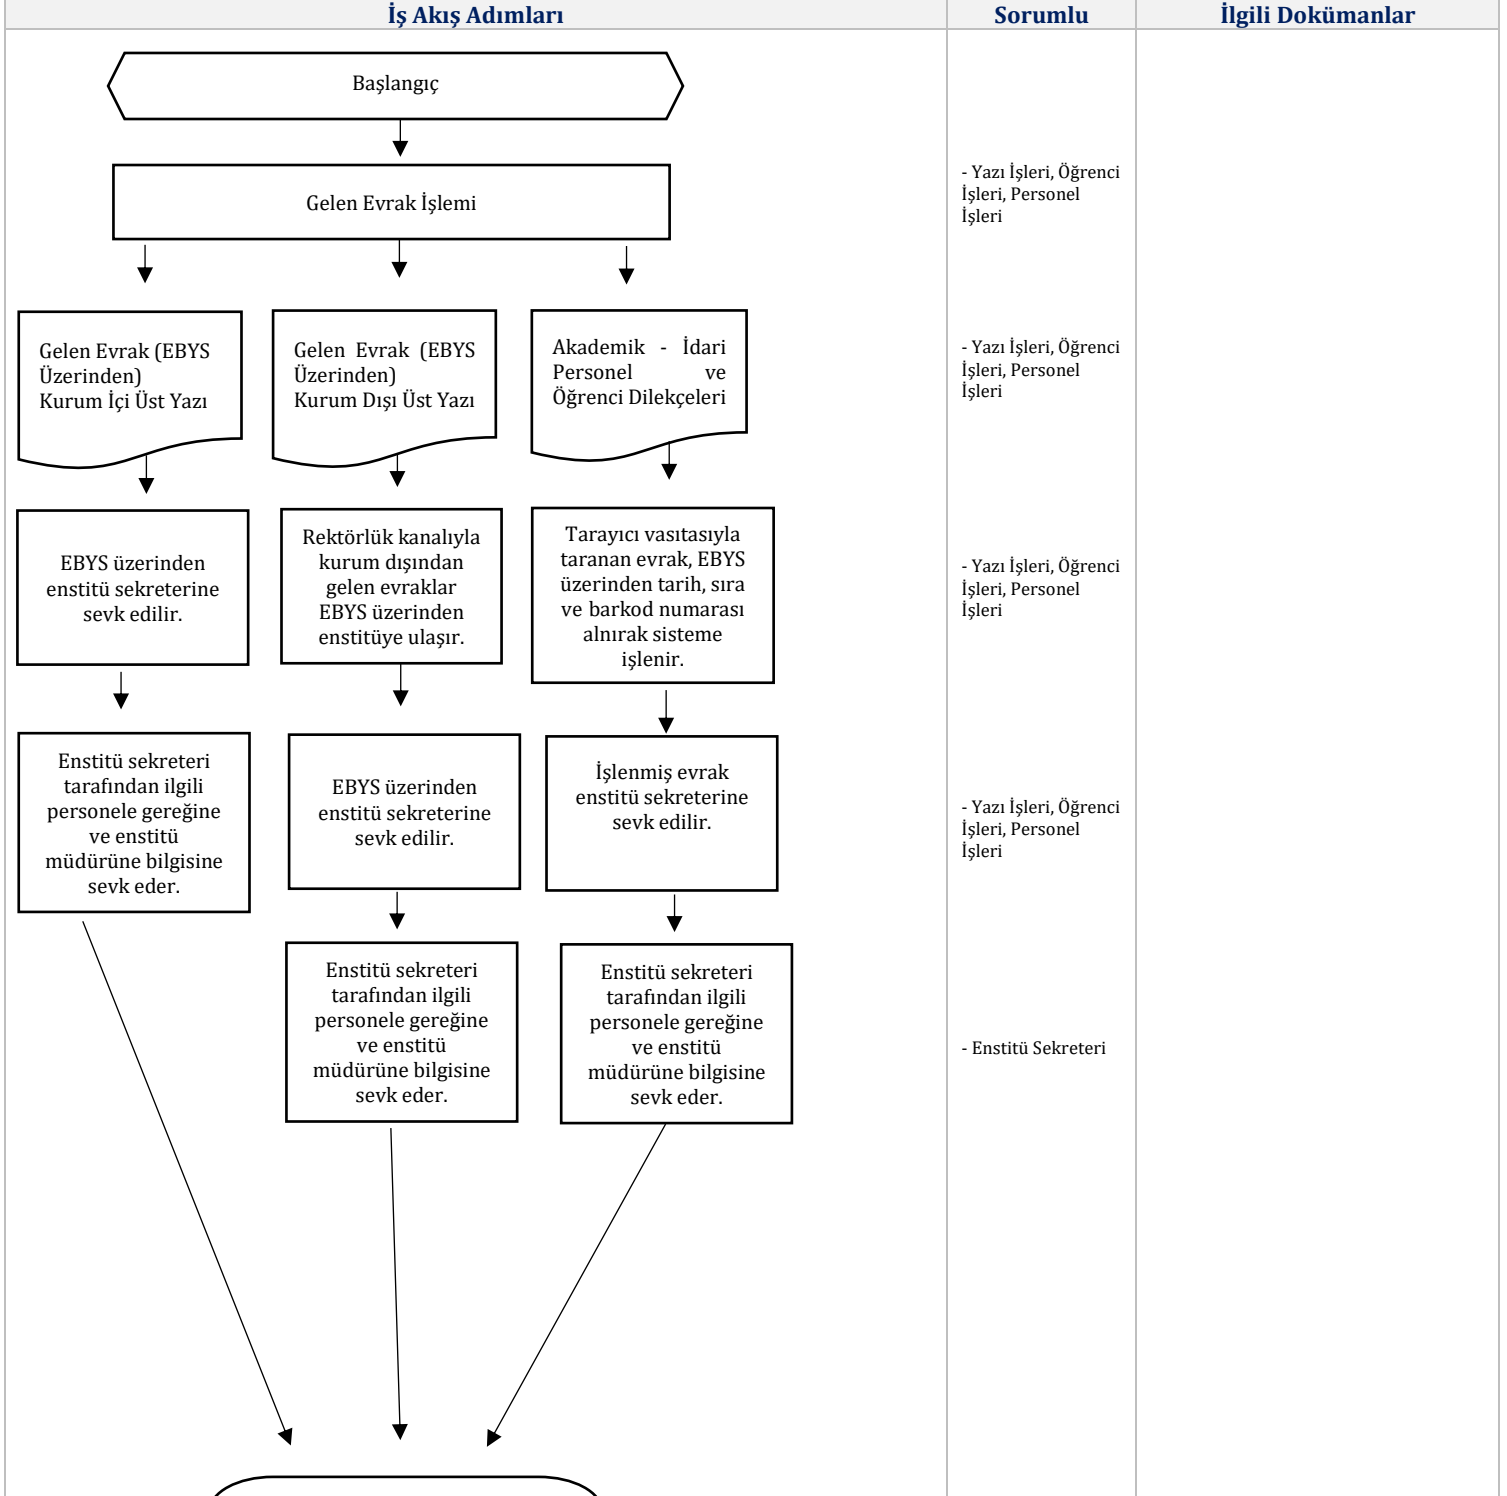 İş Akış Adımları
Sorumlu
İlgili Dokümanlar
Başlangıç
Gelen Evrak İşlemi
- Yazı İşleri, Öğrenci
İşleri, Personel
İşleri
Gelen Evrak (EBYS
Üzerinden)
Kurum İçi Üst Yazı
Gelen Evrak (EBYS
Üzerinden)
Kurum Dışı Üst Yazı
Akademik - İdari
Personel ve
Öğrenci Dilekçeleri
- Yazı İşleri, Öğrenci
İşleri, Personel
İşleri
EBYS üzerinden
enstitü sekreterine
sevk edilir.
Rektörlük kanalıyla
kurum dışından
gelen evraklar
EBYS üzerinden
enstitüye ulaşır.
Tarayıcı vasıtasıyla
taranan evrak, EBYS
üzerinden tarih, sıra
ve barkod numarası
alnırak sisteme
işlenir.
- Yazı İşleri, Öğrenci
İşleri, Personel
İşleri
Enstitü sekreteri
tarafından ilgili
personele gereğine
ve enstitü
müdürüne bilgisine
sevk eder.
EBYS üzerinden
enstitü sekreterine
sevk edilir.
İşlenmiş evrak
enstitü sekreterine
sevk edilir.
- Yazı İşleri, Öğrenci
İşleri, Personel
İşleri
Enstitü sekreteri
tarafından ilgili
personele gereğine
ve enstitü
müdürüne bilgisine
sevk eder.
Enstitü sekreteri
tarafından ilgili
personele gereğine
ve enstitü
müdürüne bilgisine
sevk eder.
- Enstitü Sekreteri